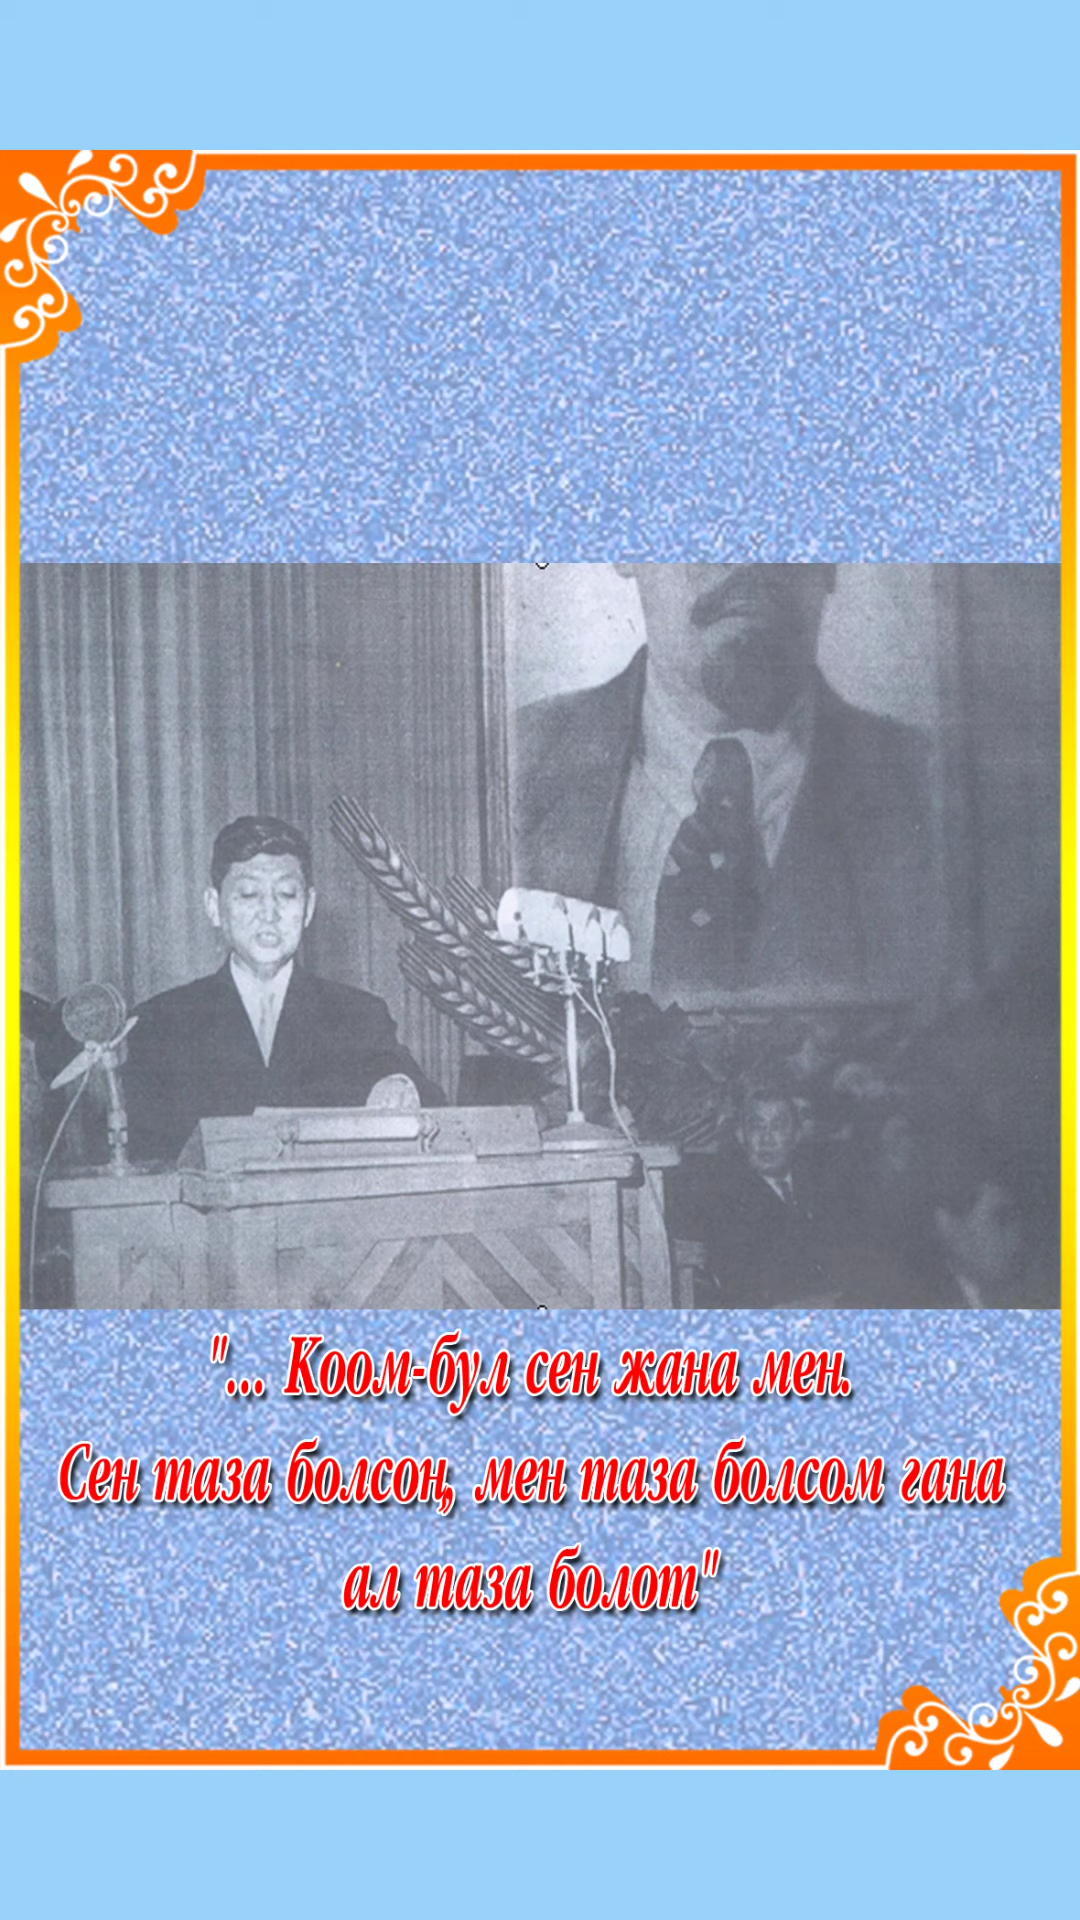 "... Коом-бул сен жана мен.
Сен таза болсоң, мен таза болсом гана
ал таза болот"